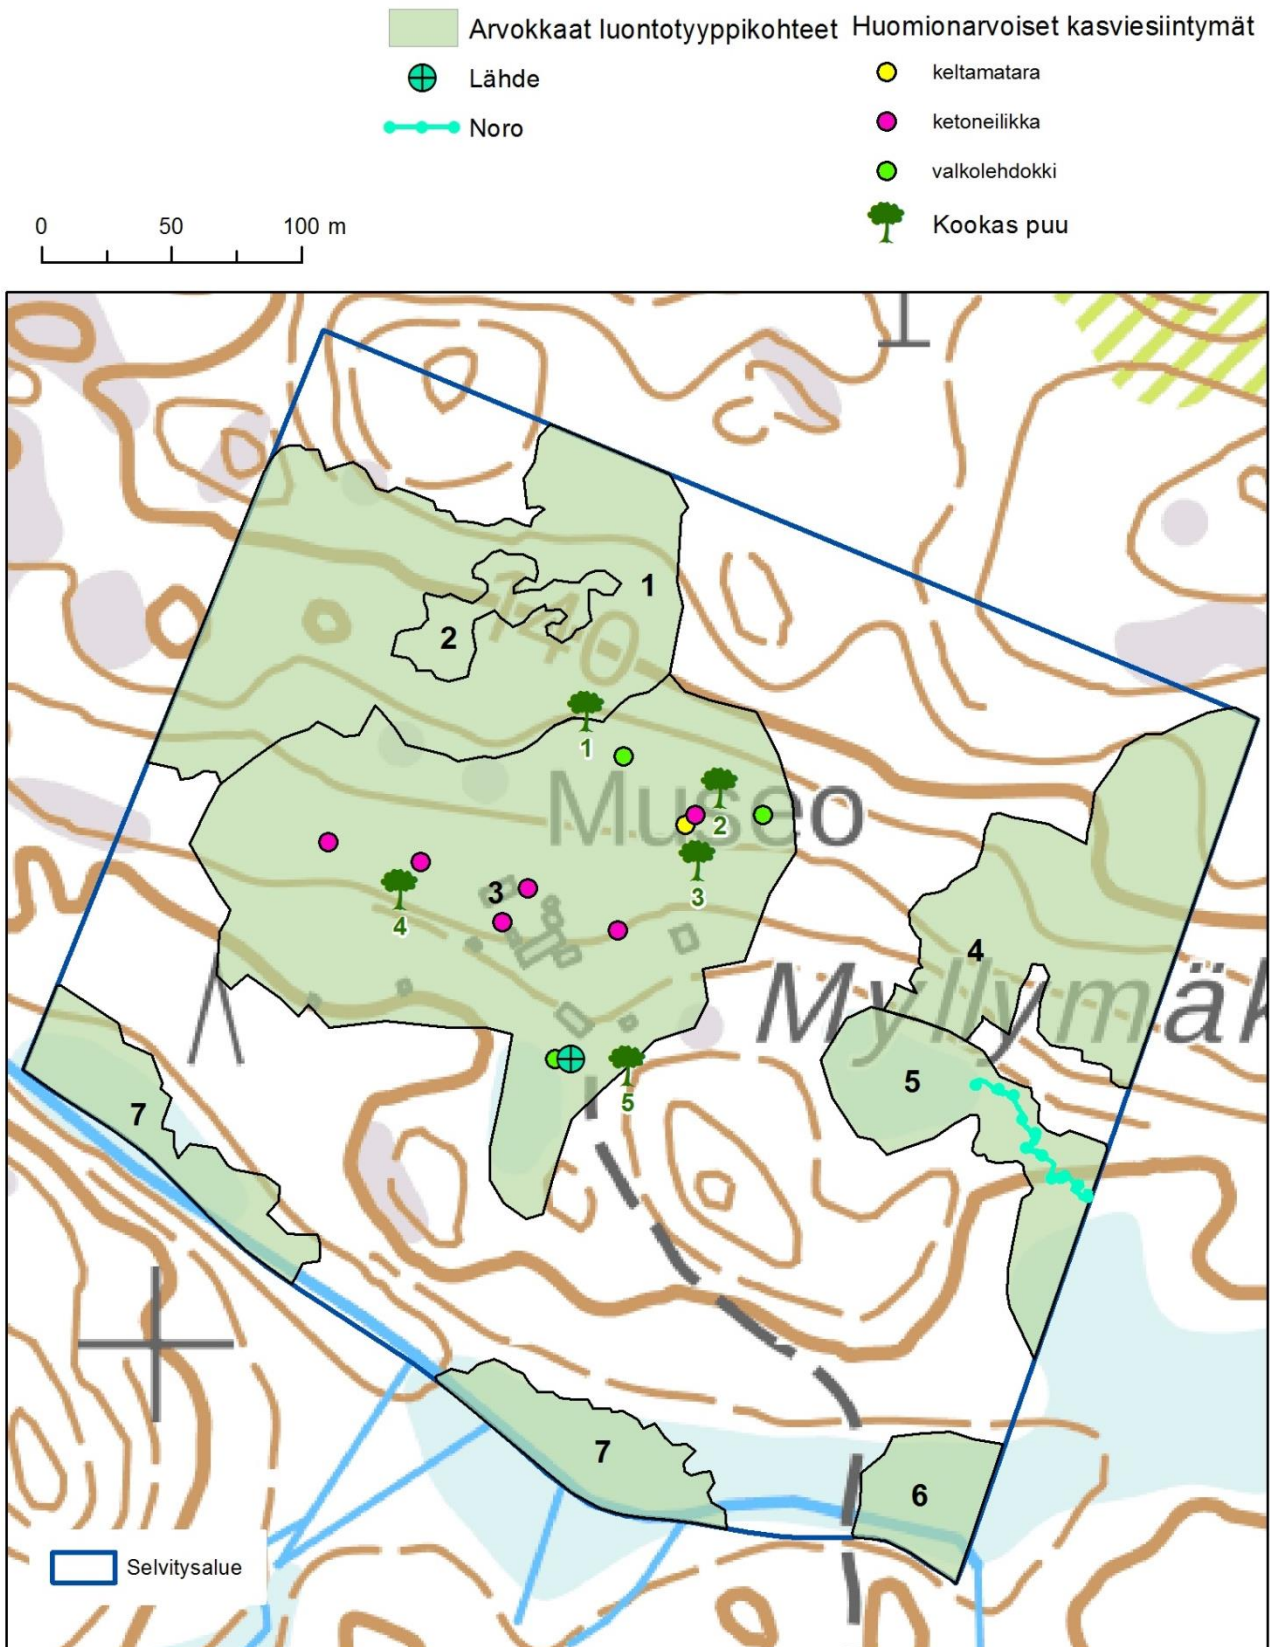 Arvokkaat luontotyyppikohteet
Lähde
Noro
Huomionarvoiset kasviesiintymät
keltamatara
ketoneilikka
valkolehdokki
Kookas puu
0 50 100 m
1
140
2
1
Museo
2
3
3
4
4
Myllymäk
5
5
7
7
6
Selvitysalue